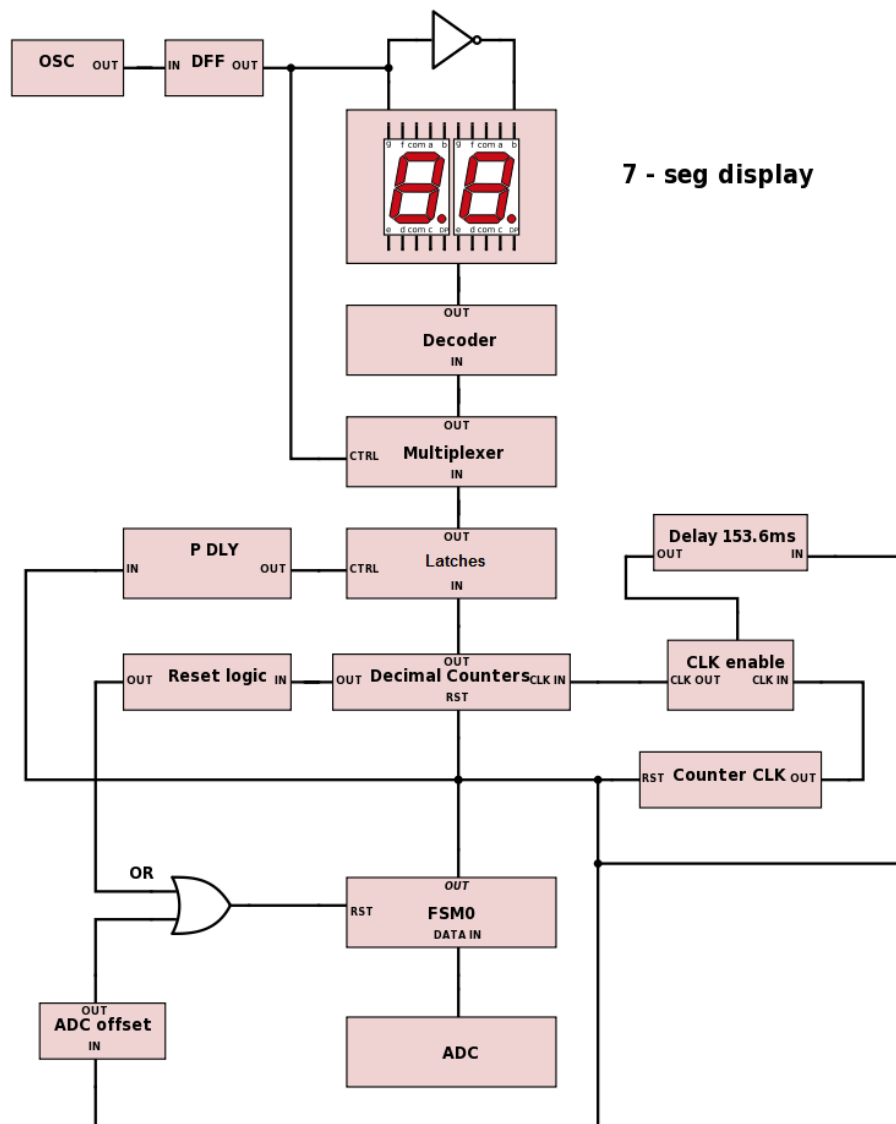 OSC OUT
IN DFF OUT
g f com a b g f com a b
e d com c DP e d com c DP
7 - seg display
OUT
Decoder
IN
OUT
CTRL Multiplexer
IN
P DLY
IN OUT
OUT
CTRL Latches
IN
Delay 153.6ms
OUT IN
OUT Reset logic IN
OUT
OUT Decimal Counters CLK IN
RST
CLK enable
CLK OUT CLK IN
RST Counter CLK OUT
OR
OUT
RST FSM0
DATA IN
OUT
ADC offset
IN
ADC